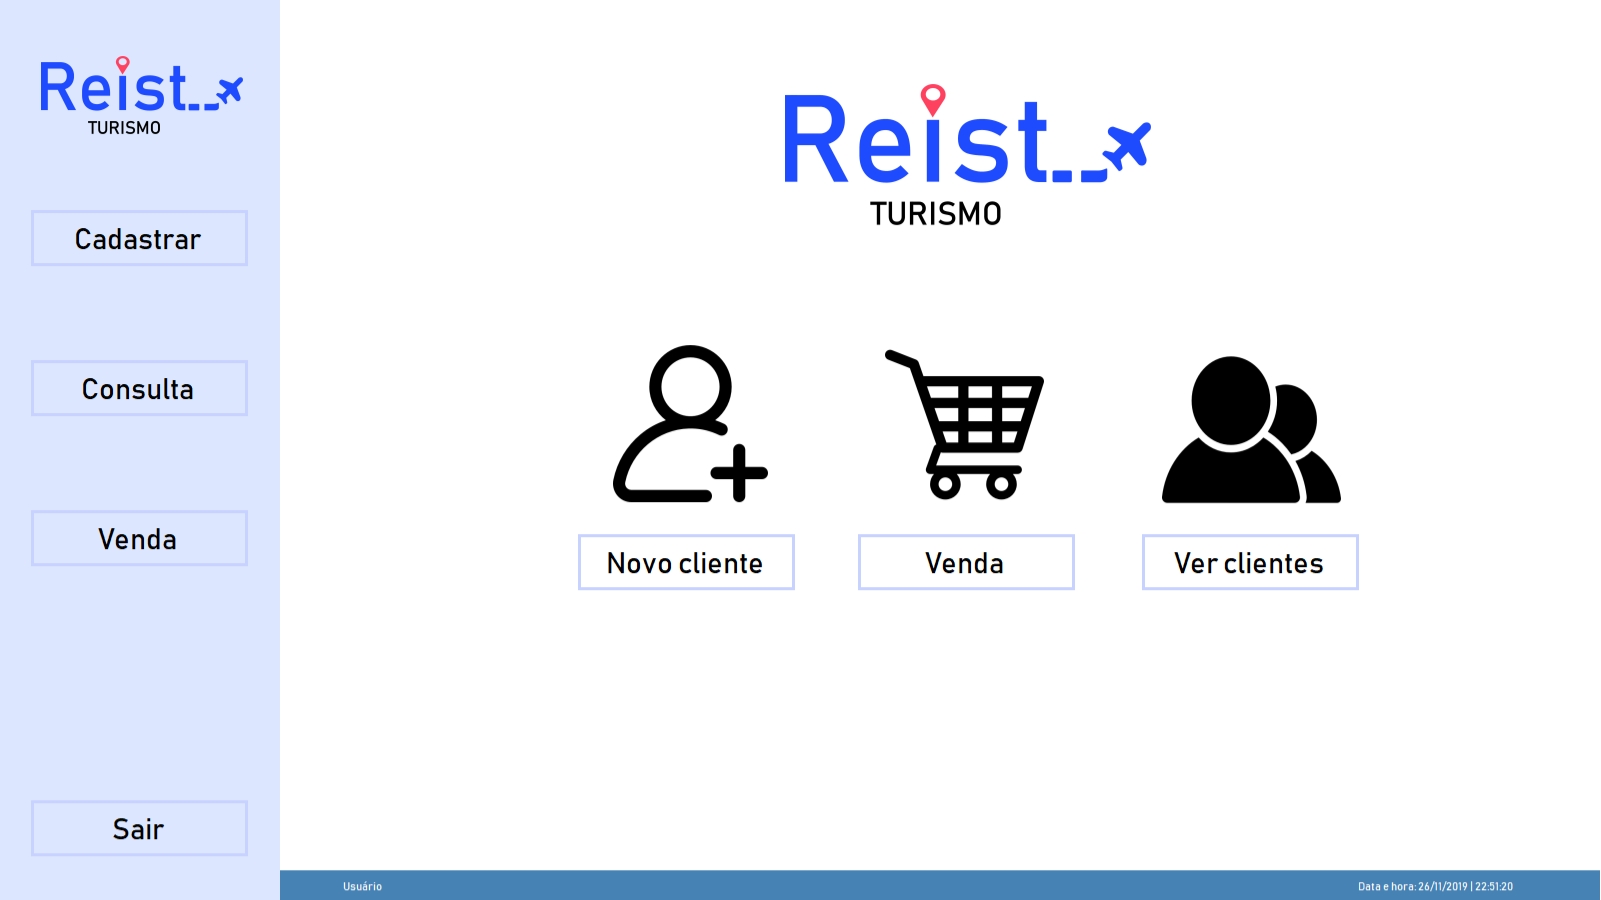 Reist
TURISMO
Cadastrar
Consulta
Venda
Sair
Reist
TURISMO
Novo cliente
Venda
Ver clientes
Usuário
Data e hora: 26/11/2019 | 22:51:20